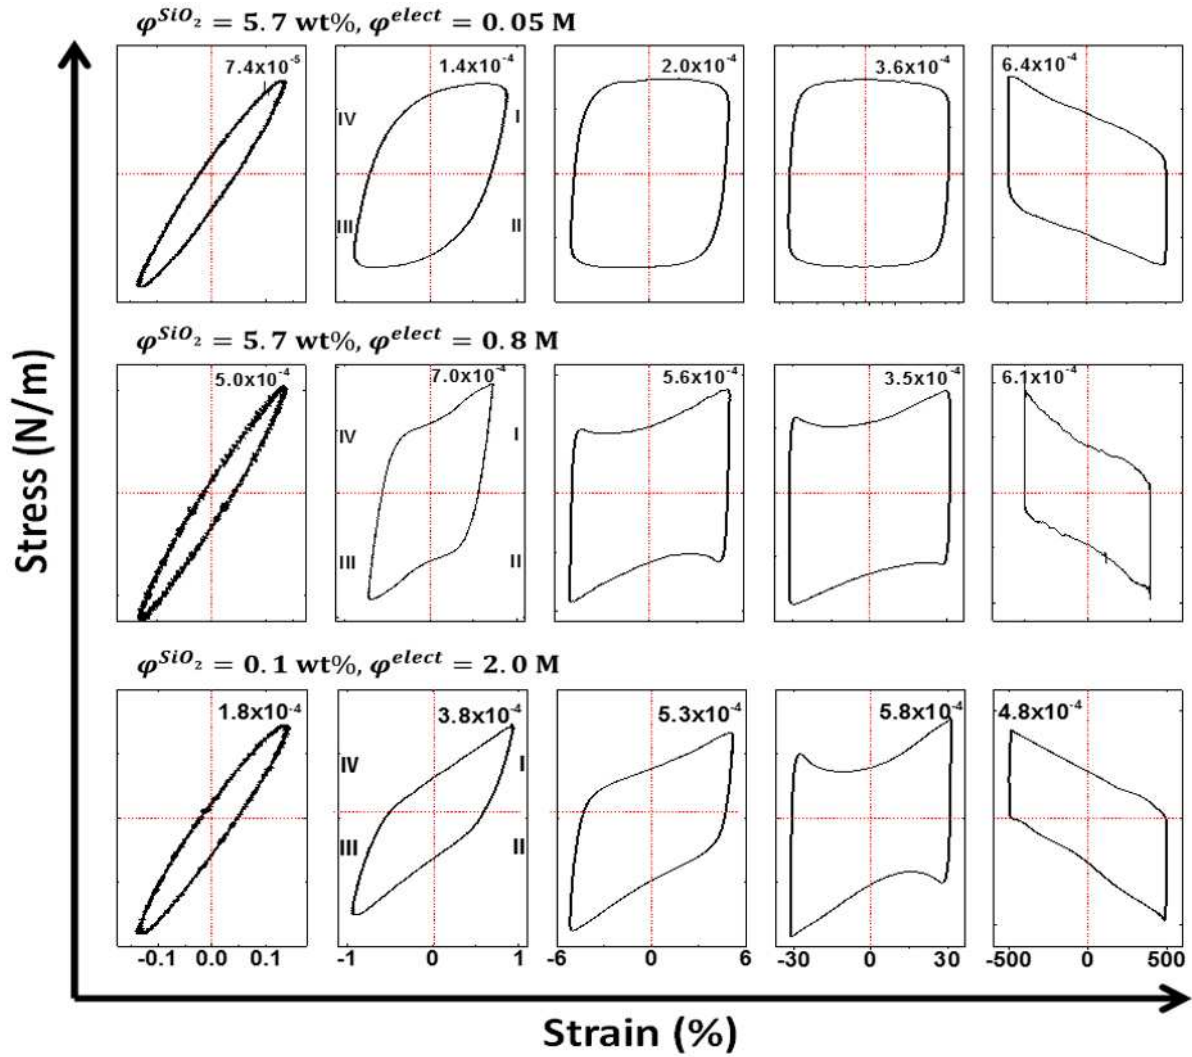 φ^SiO₂ = 5.7 wt%, φ^elect = 0.05 M
7.4x10⁻⁵ 1.4x10⁻⁴ 2.0x10⁻⁴ 3.6x10⁻⁴ 6.4x10⁻⁴
IV I
III II
φ^SiO₂ = 5.7 wt%, φ^elect = 0.8 M
5.0x10⁻⁴ 7.0x10⁻⁴ 5.6x10⁻⁴ 3.5x10⁻⁴ 6.1x10⁻⁴
IV I
III II
φ^SiO₂ = 0.1 wt%, φ^elect = 2.0 M
1.8x10⁻⁴ 3.8x10⁻⁴ 5.3x10⁻⁴ 5.8x10⁻⁴ 4.8x10⁻⁴
IV I
III II
-0.1 0.0 0.1 -1 0 1 -6 0 6 -30 0 30 -500 0 500
Stress (N/m)
Strain (%)